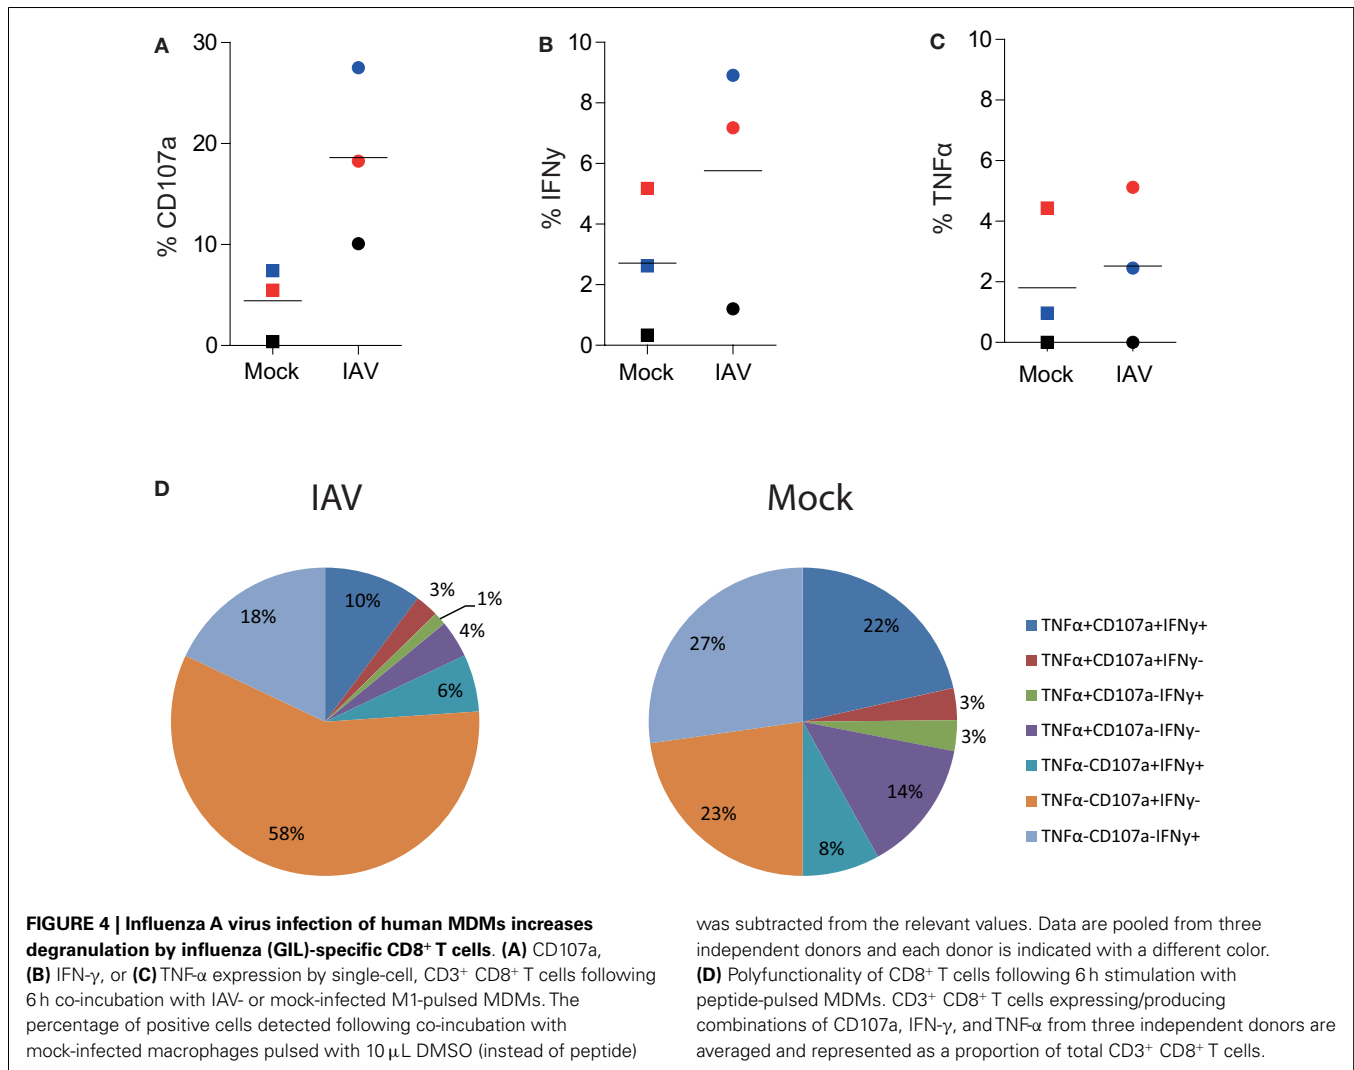 A
30
20
10
0
% CD107a
Mock
IAV
B
10
8
6
4
2
0
% IFNy
Mock
IAV
C
10
8
6
4
2
0
% TNFα
Mock
IAV
D
IAV
10%
3%
1%
4%
6%
58%
18%
Mock
22%
3%
3%
14%
8%
23%
27%
TNFα+CD107a+IFNy+
TNFα+CD107a+IFNy-
TNFα+CD107a-IFNy+
TNFα+CD107a-IFNy-
TNFα-CD107a+IFNy+
TNFα-CD107a+IFNy-
TNFα-CD107a-IFNy+
FIGURE 4 | Influenza A virus infection of human MDMs increases
degranulation by influenza (GIL)-specific CD8⁺ T cells. (A) CD107a,
(B) IFN-γ, or (C) TNF-α expression by single-cell, CD3⁺ CD8⁺ T cells following
6 h co-incubation with IAV- or mock-infected M1-pulsed MDMs. The
percentage of positive cells detected following co-incubation with
mock-infected macrophages pulsed with 10 μL DMSO (instead of peptide)
was subtracted from the relevant values. Data are pooled from three
independent donors and each donor is indicated with a different color.
(D) Polyfunctionality of CD8⁺ T cells following 6 h stimulation with
peptide-pulsed MDMs. CD3⁺ CD8⁺ T cells expressing/producing
combinations of CD107a, IFN-γ, and TNF-α from three independent donors are
averaged and represented as a proportion of total CD3⁺ CD8⁺ T cells.